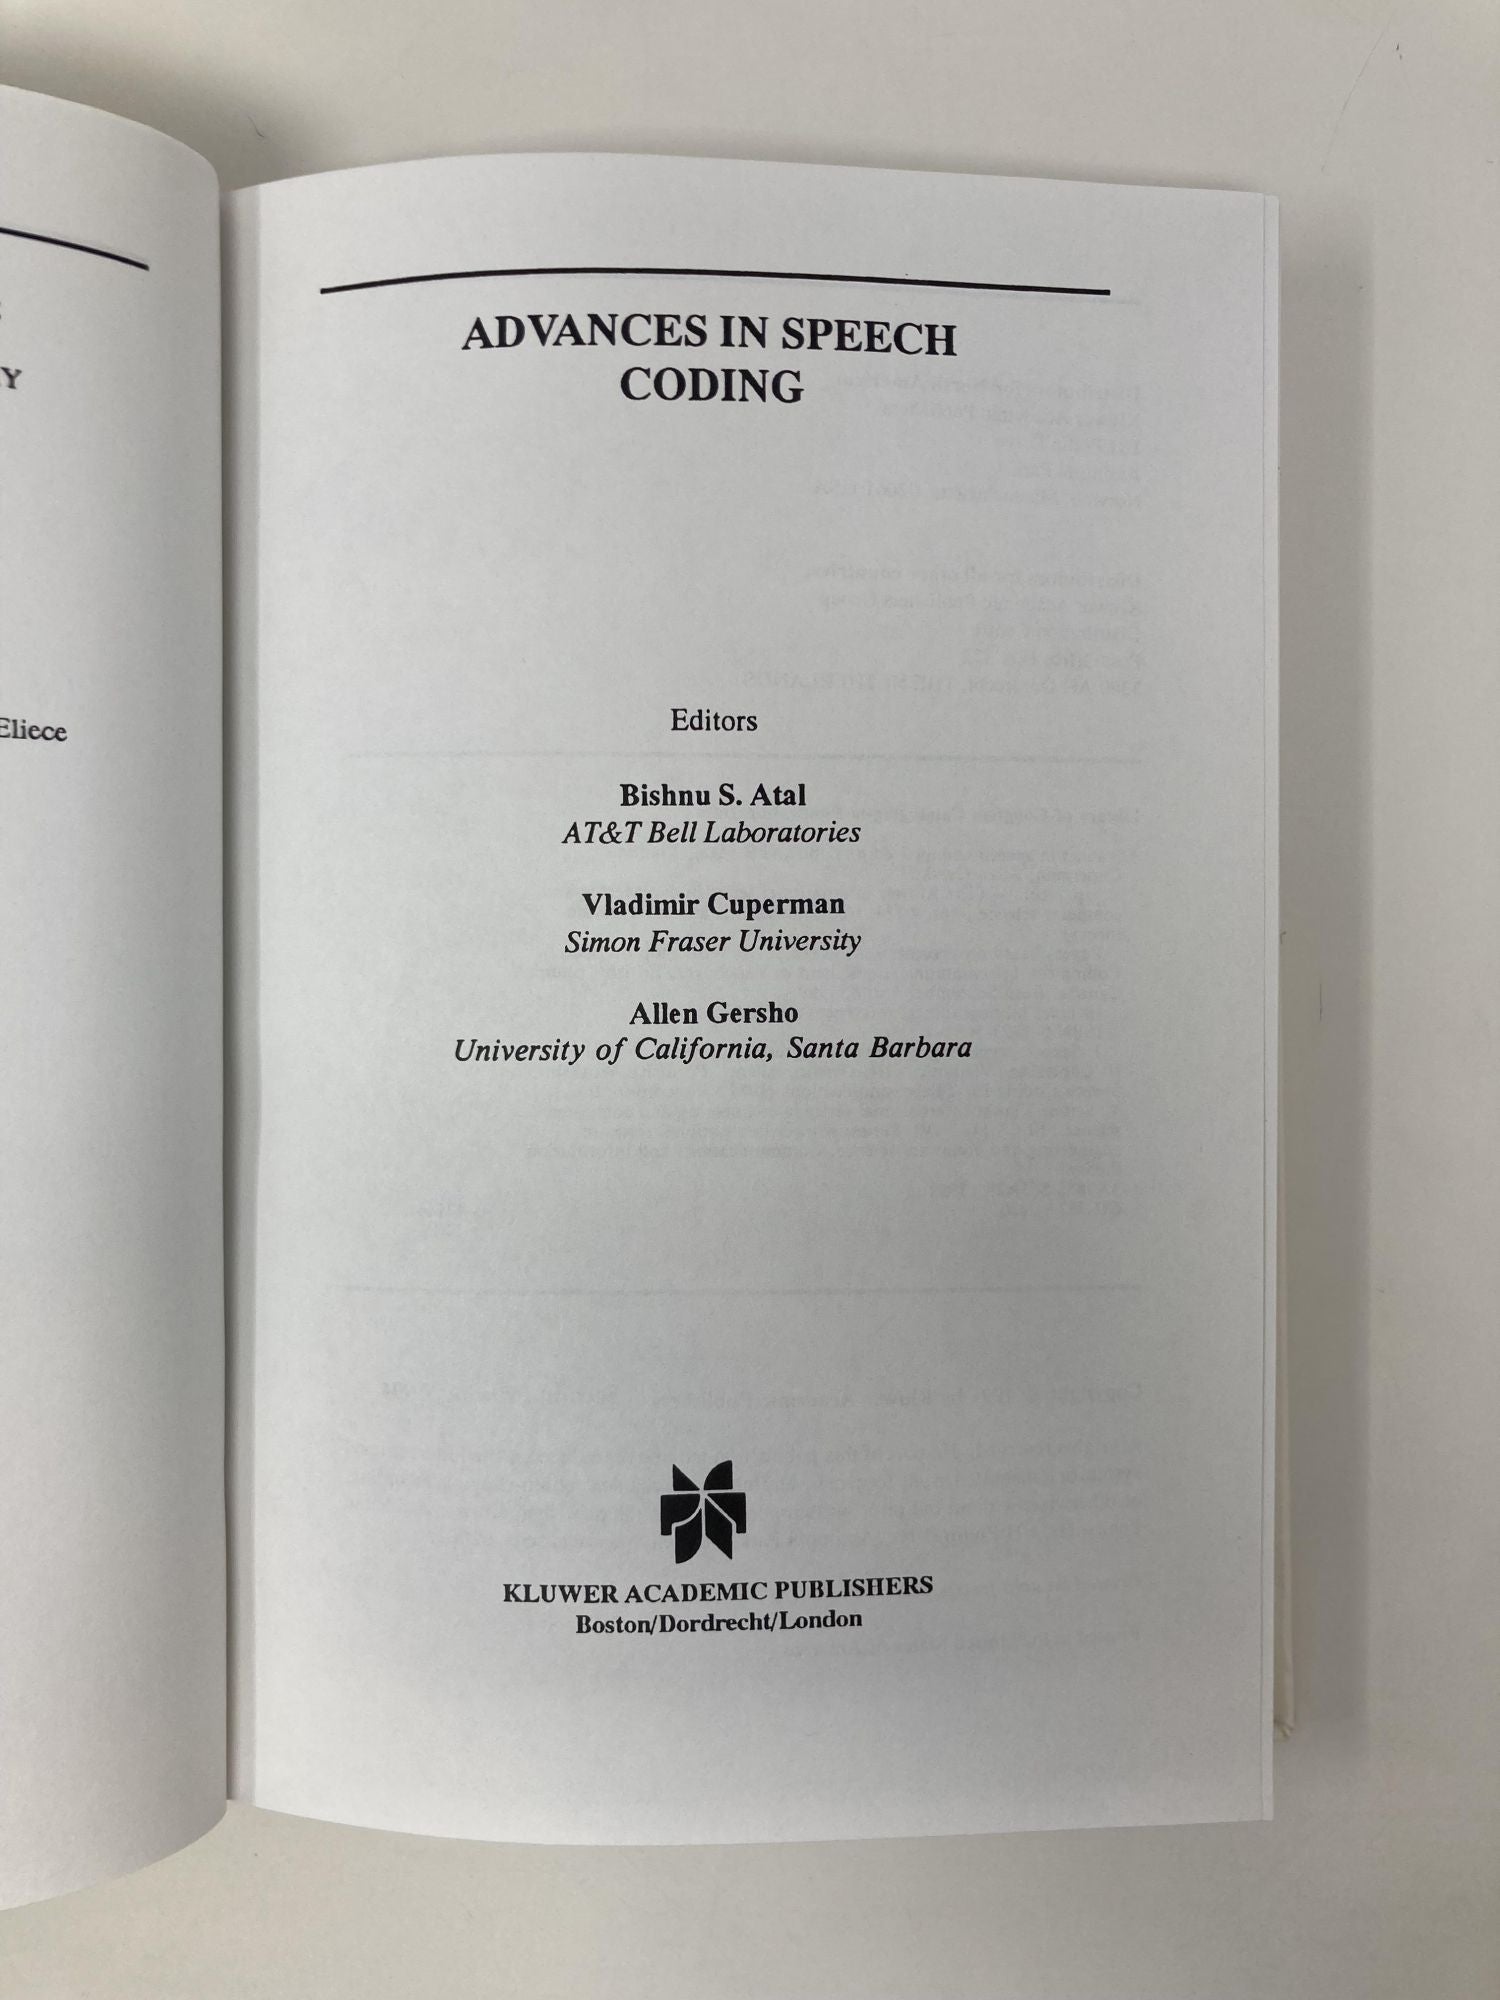 Y
Eliece
ADVANCES IN SPEECH
CODING
Editors
Bishnu S. Atal
AT&T Bell Laboratories
Vladimir Cuperman
Simon Fraser University
Allen Gersho
University of California, Santa Barbara
KLUWER ACADEMIC PUBLISHERS
Boston/Dordrecht/London